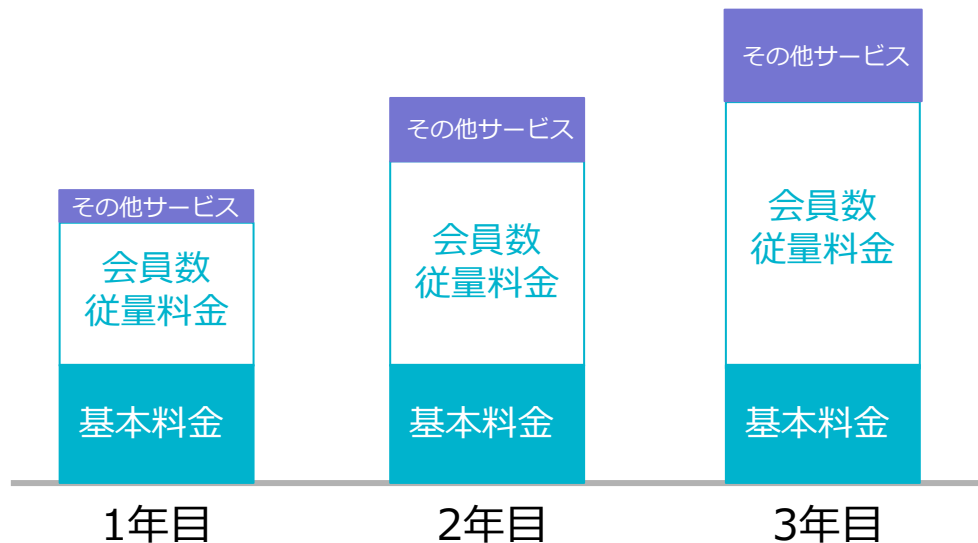 その他サービス
会員数
従量料金
基本料金
1年目
その他サービス
会員数
従量料金
基本料金
2年目
その他サービス
会員数
従量料金
基本料金
3年目